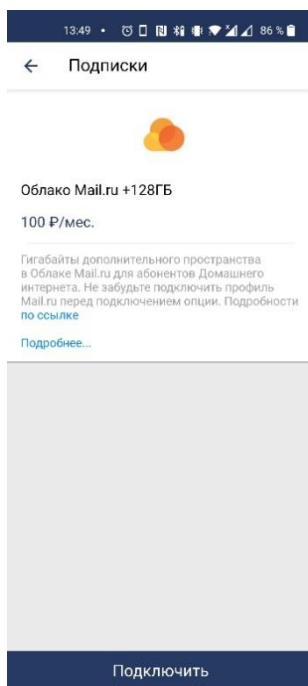 13:49 • 86 %
Подписки
Облако Mail.ru +128ГБ
100 ₽/мес.
Гигабайты дополнительного пространства
в Облаке Mail.ru для абонентов Домашнего
интернета. Не забудьте подключить профиль
Mail.ru перед подключением опции. Подробности
по ссылке
Подробнее...
Подключить